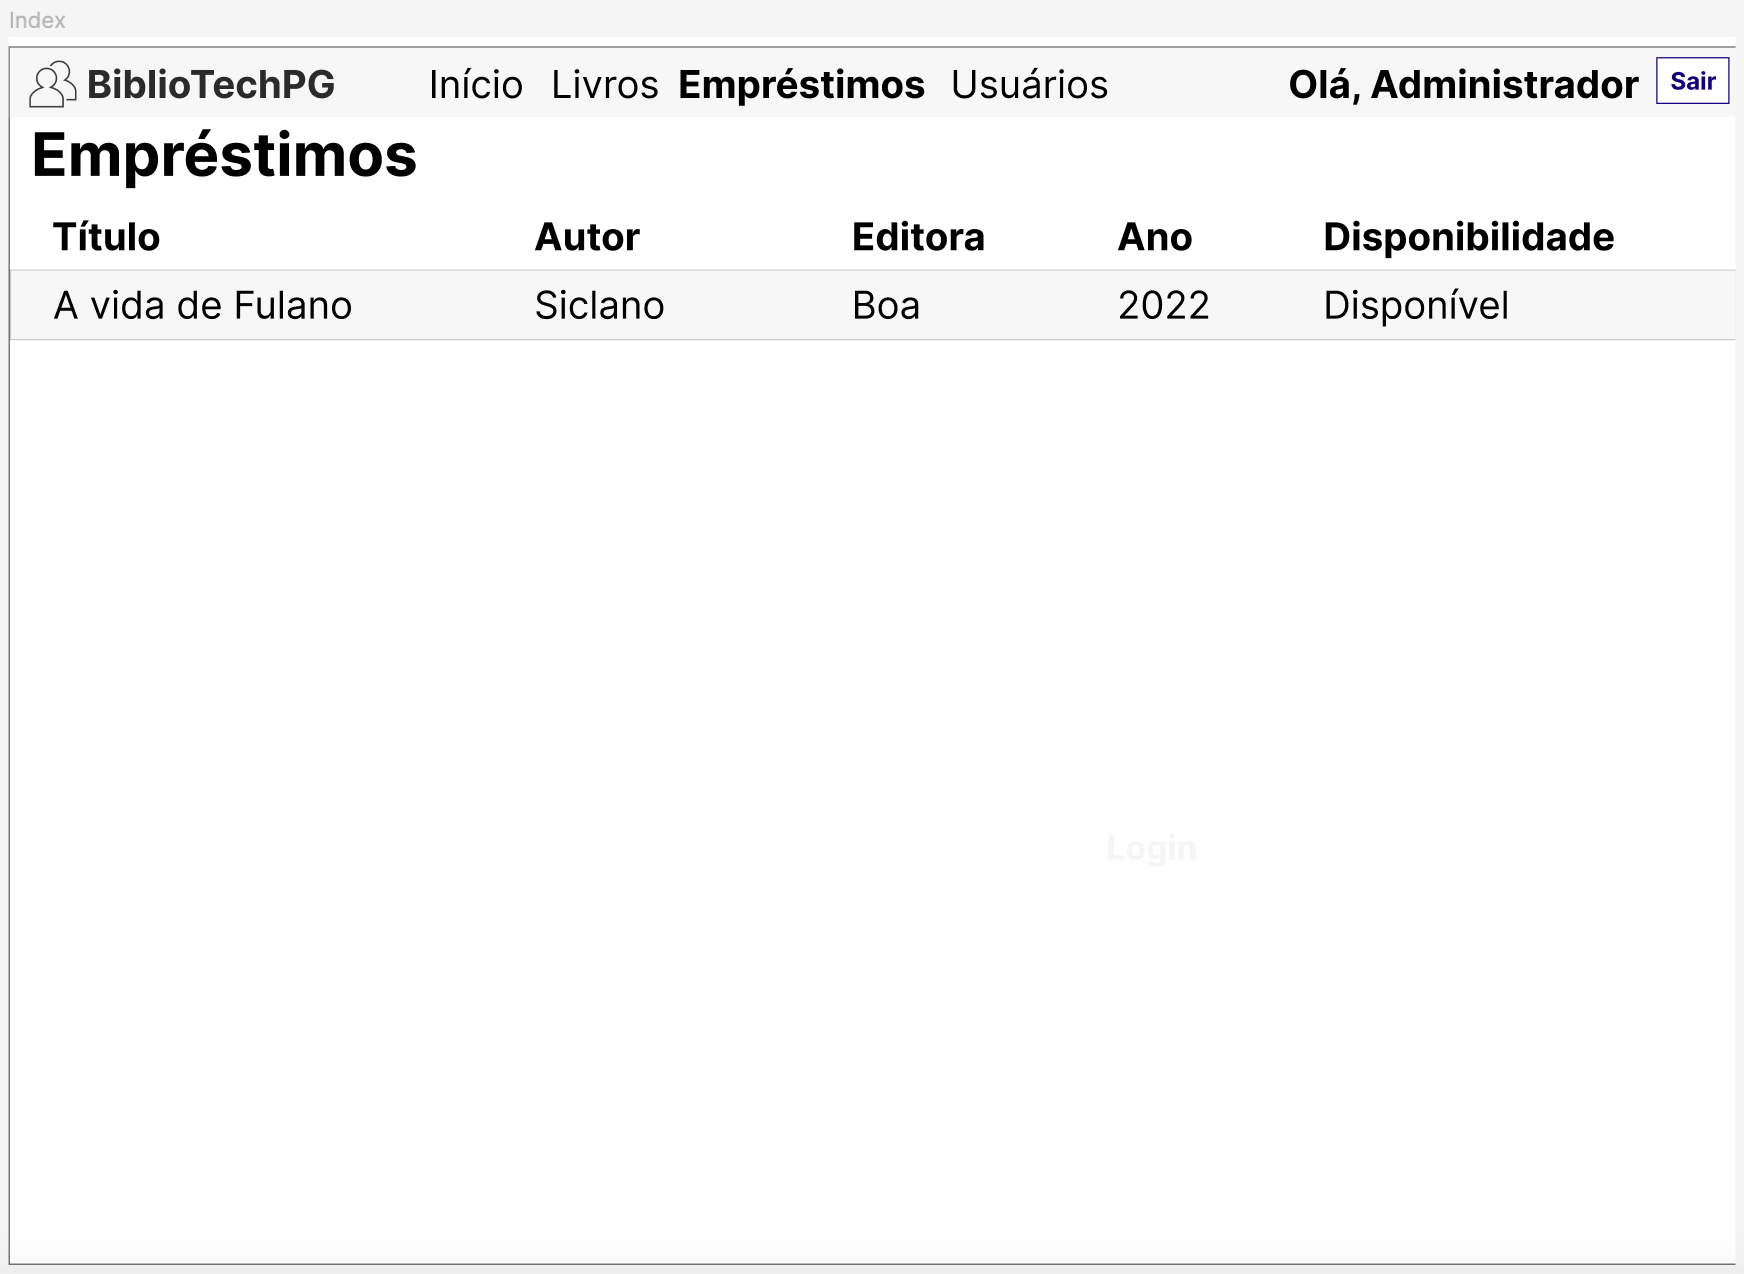 Index
BiblioTechPG Início Livros Empréstimos Usuários Olá, Administrador Sair
Empréstimos
Título Autor Editora Ano Disponibilidade
A vida de Fulano Siclano Boa 2022 Disponível
Login